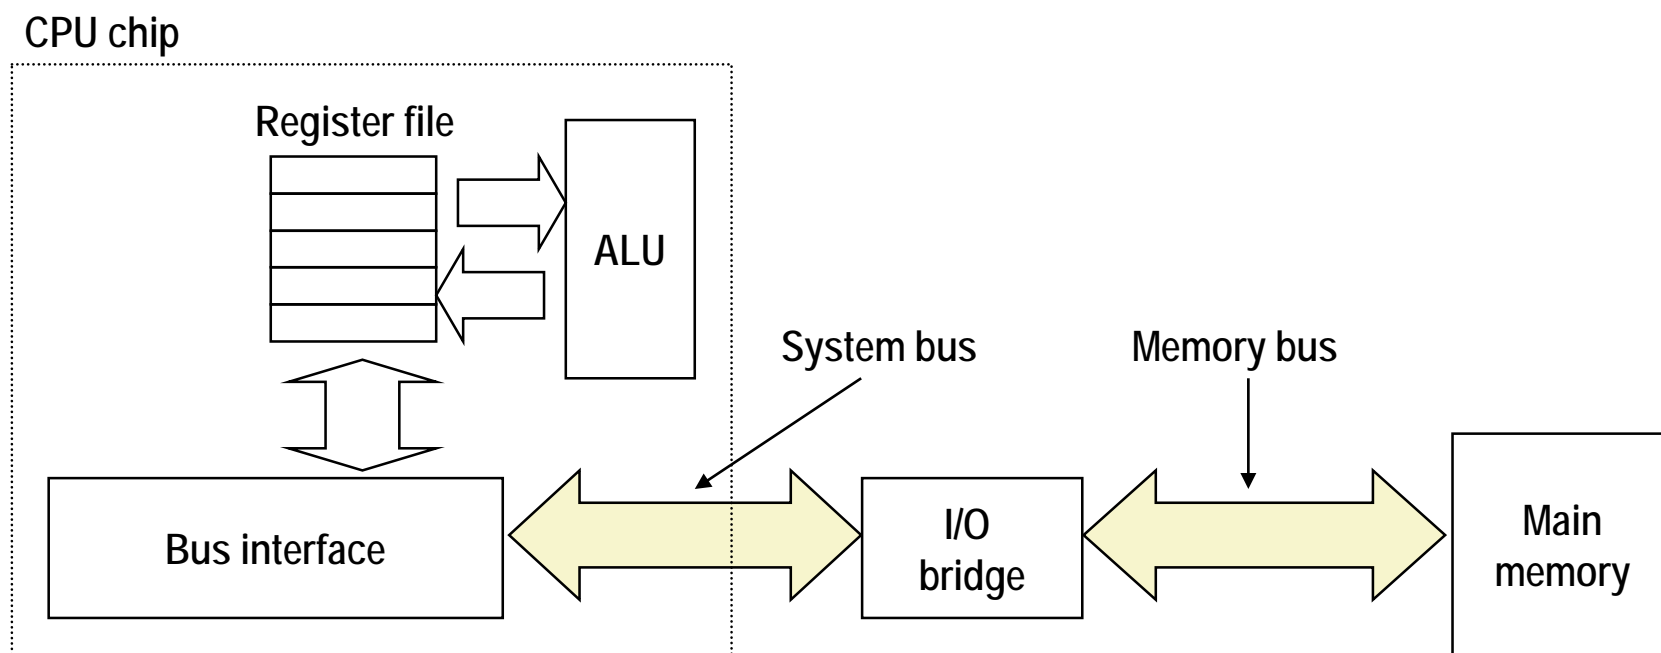 CPU chip
Register file
ALU
System bus
Memory bus
Bus interface
I/O
bridge
Main
memory